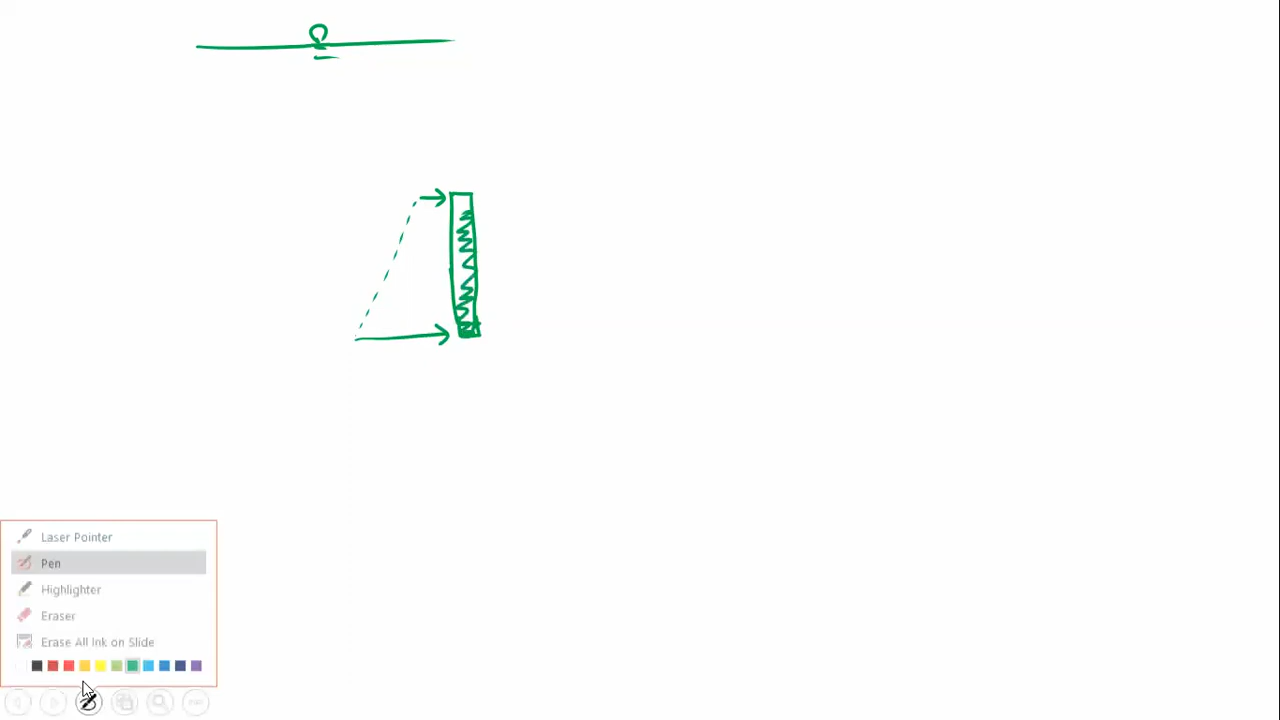 Laser Pointer
Pen
Highlighter
Eraser
Erase All Ink on Slide